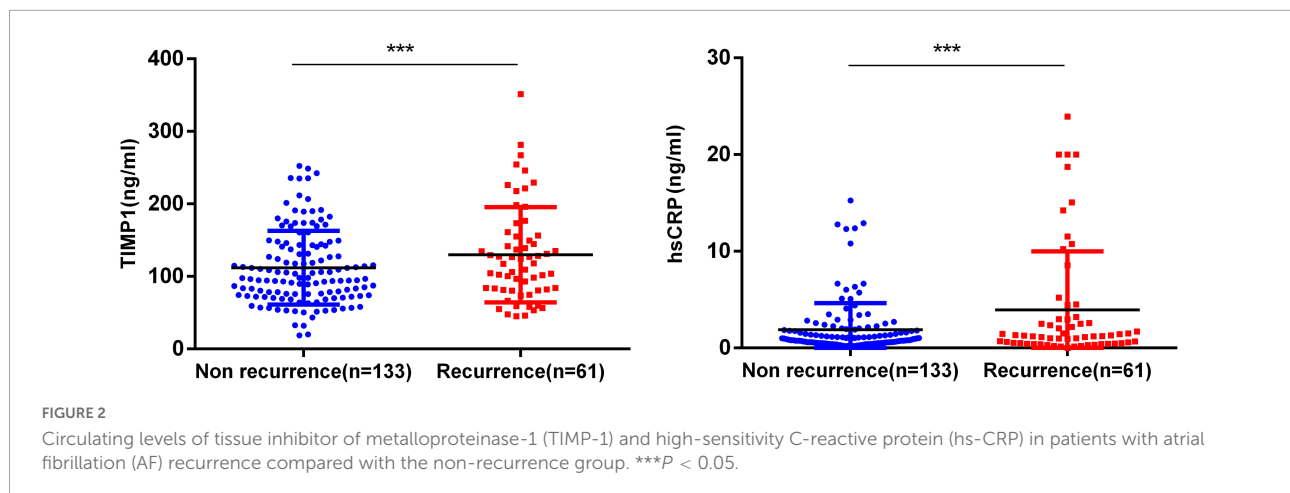 ***
400
300
200
100
0
TIMP1(ng/ml)
Non recurrence(n=133)
Recurrence(n=61)
***
30
20
10
0
hsCRP (ng/ml)
Non recurrence(n=133)
Recurrence(n=61)
FIGURE 2
Circulating levels of tissue inhibitor of metalloproteinase-1 (TIMP-1) and high-sensitivity C-reactive protein (hs-CRP) in patients with atrial
fibrillation (AF) recurrence compared with the non-recurrence group. ***P < 0.05.